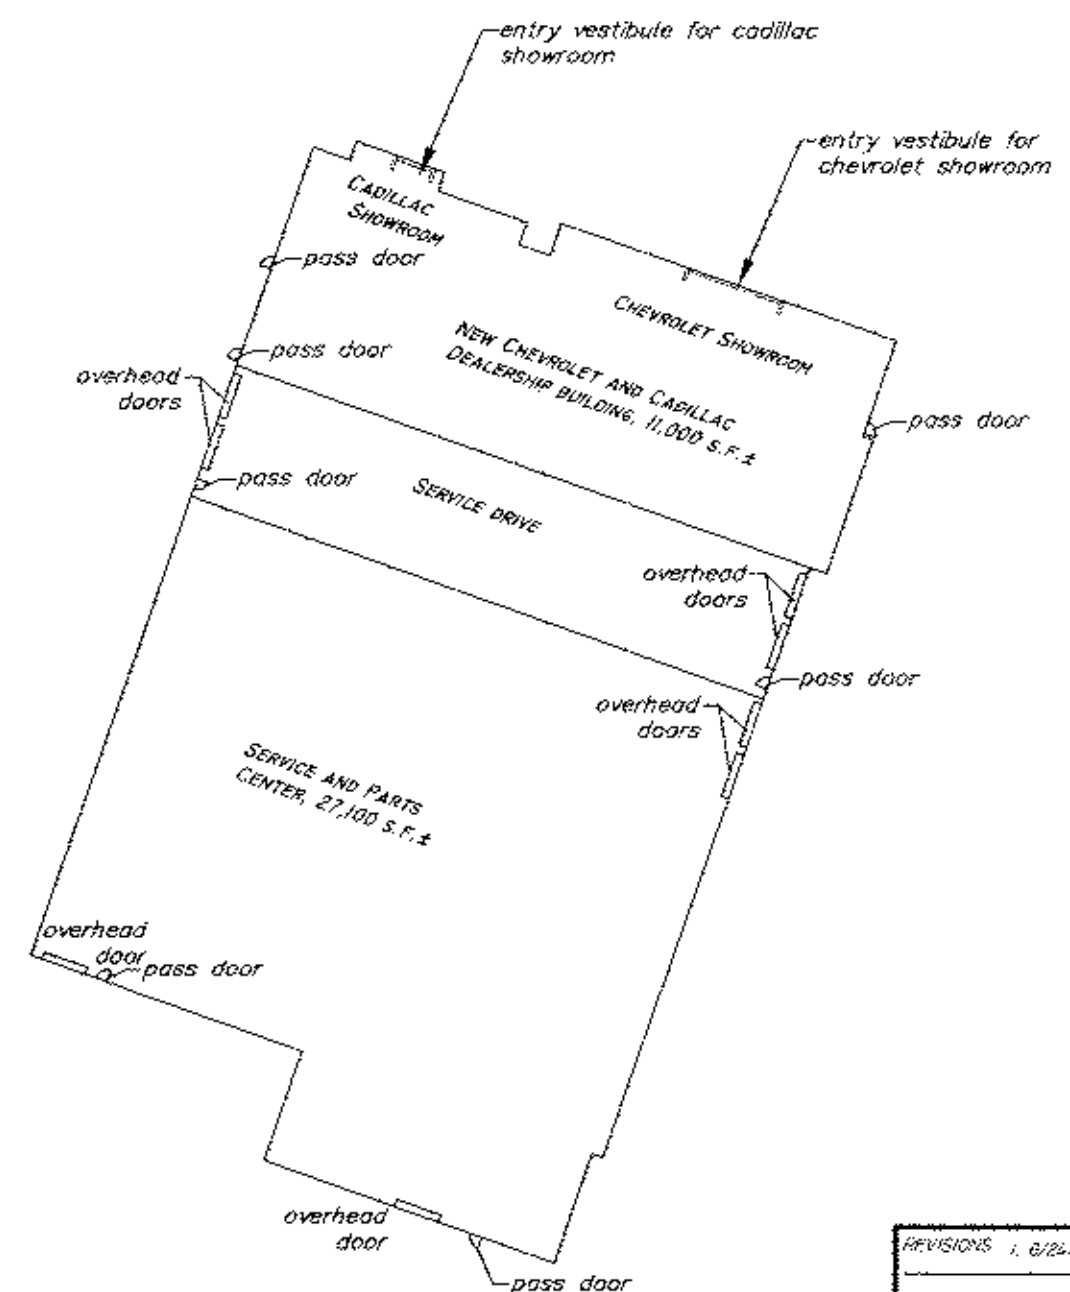 entry vestibule for cadillac
showroom
entry vestibule for
chevrolet showroom
CADILLAC
SHOWROOM
pass door
CHEVROLET SHOWROOM
NEW CHEVROLET AND CADILLAC
DEALERSHIP BUILDING, 11,000 S.F.±
pass door
overhead
doors
pass door
pass door
SERVICE DRIVE
overhead
doors
pass door
overhead
doors
SERVICE AND PARTS
CENTER, 27,100 S.F.±
overhead
door
pass door
overhead
door
pass door
REVISIONS 1.